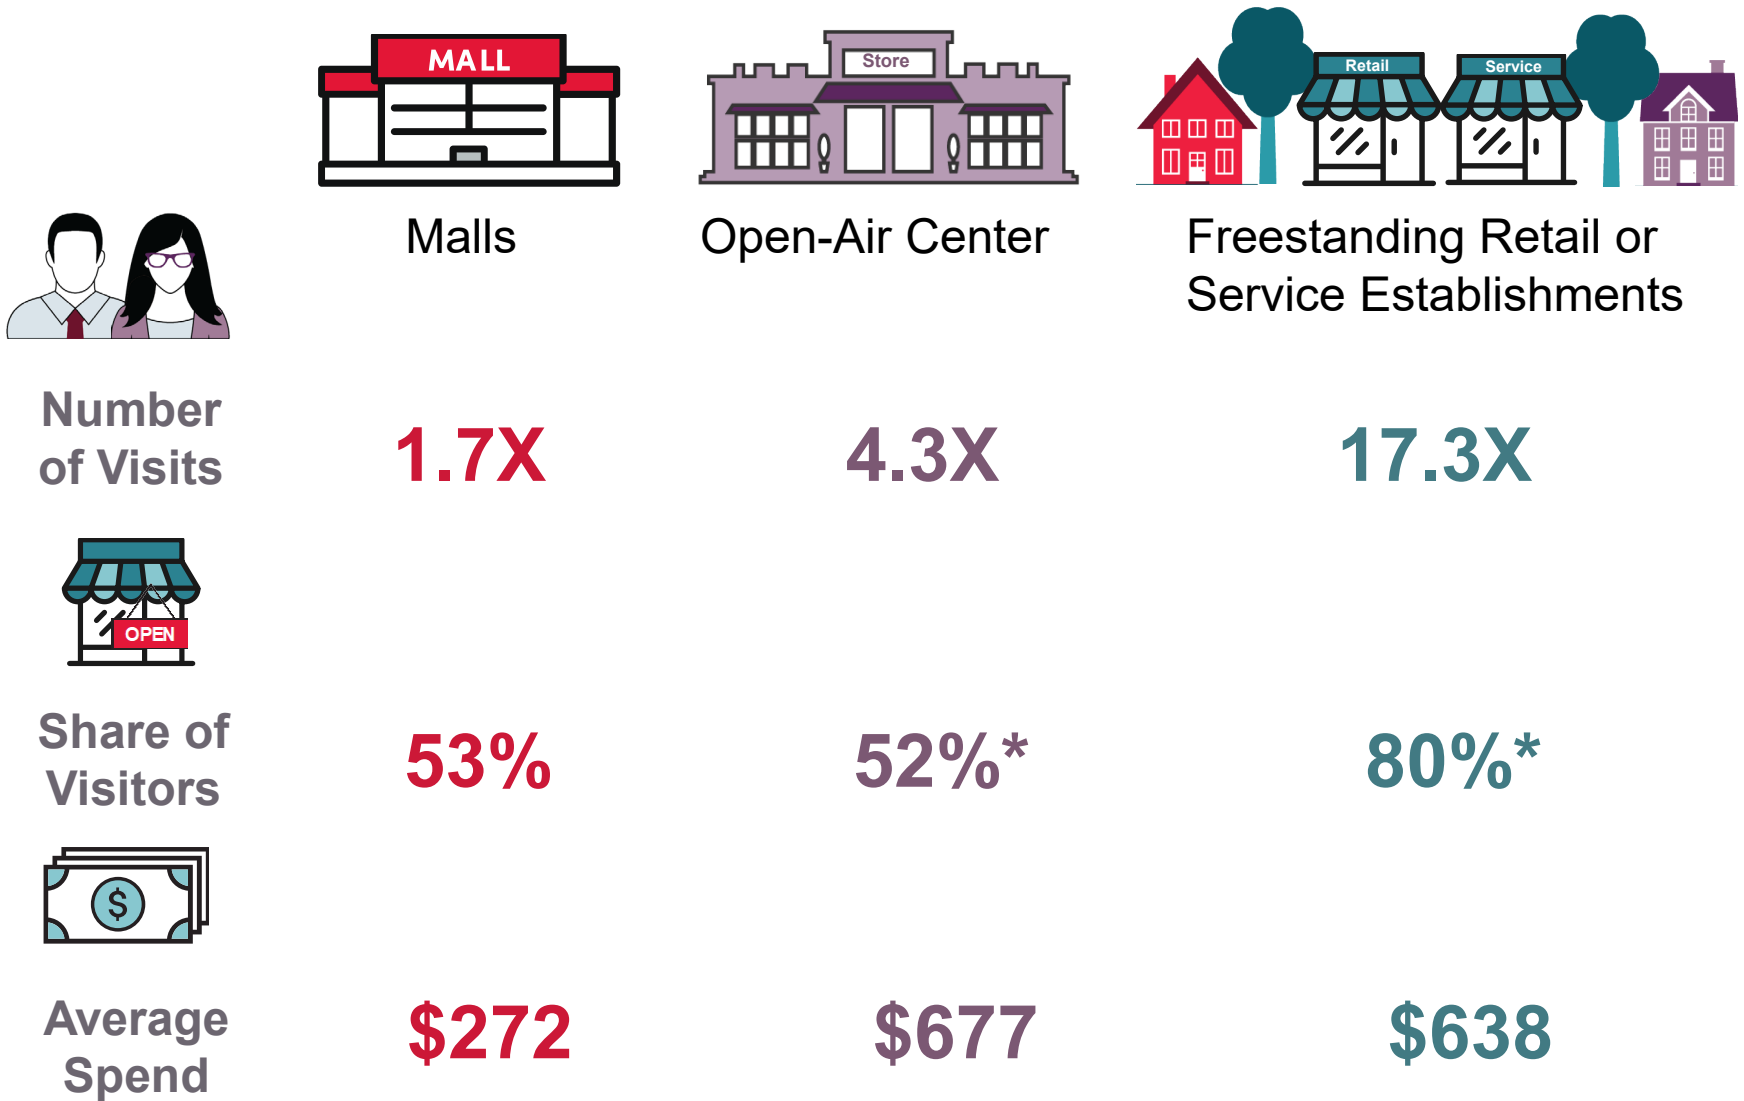 MALL
Store
Retail
Service
Malls
Open-Air Center
Freestanding Retail or
Service Establishments
Number
of Visits
1.7X
4.3X
17.3X
OPEN
Share of
Visitors
53%
52%*
80%*
$
Average
Spend
$272
$677
$638